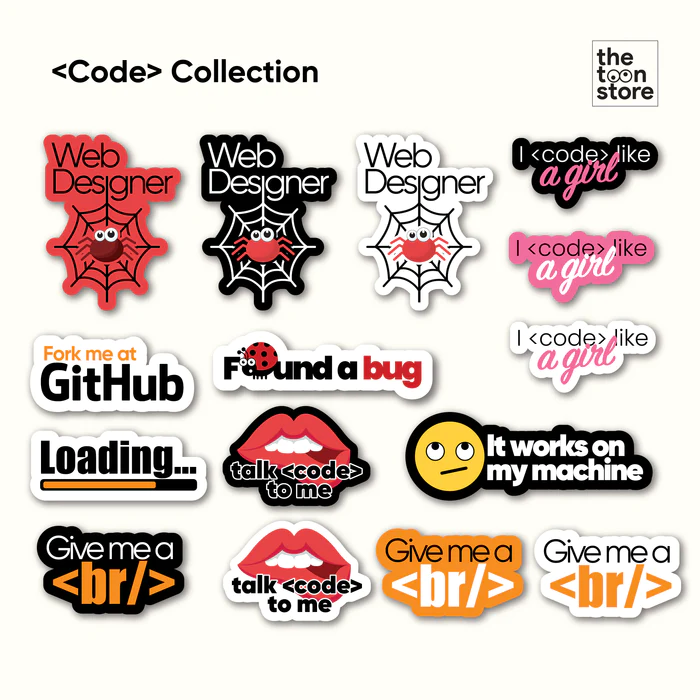 <Code> Collection
the
toon
store
Web
Designer
Web
Designer
Web
Designer
I <code> like
a girl
I <code> like
a girl
I <code> like
a girl
Fork me at
GitHub
Found a bug
Loading...
talk <code>
to me
It works on
my machine
Give me a
<br/>
talk <code>
to me
Give me a
<br/>
Give me a
<br/>